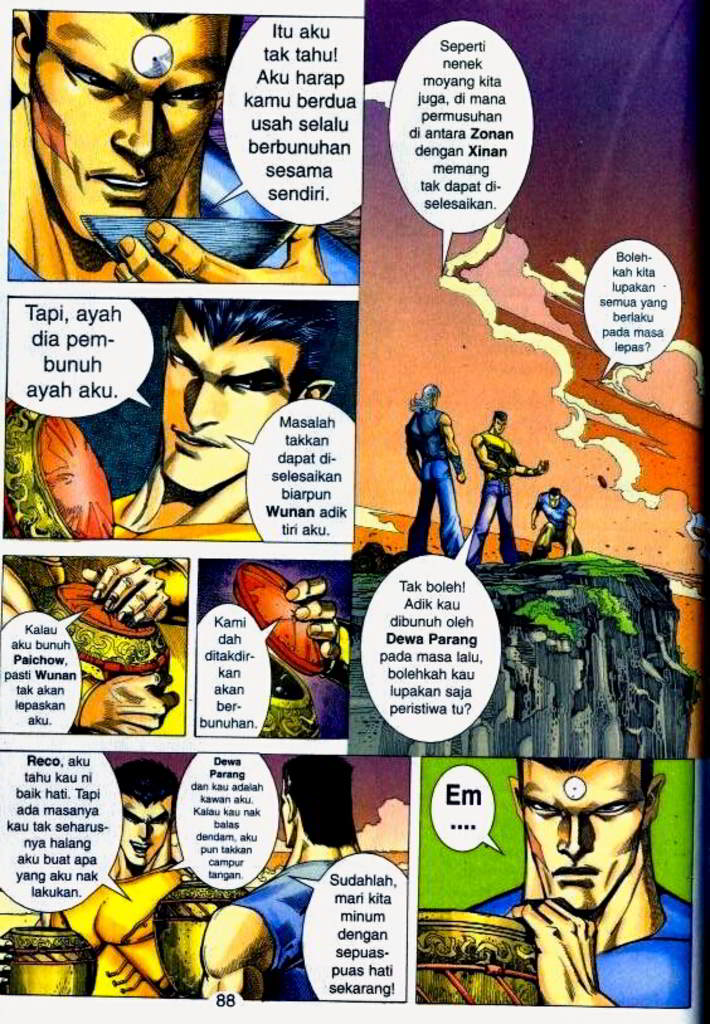 Itu aku
tak tahu!
Aku harap
kamu berdua
usah selalu
berbunuhan
sesama
sendiri.
Seperti
nenek
moyang kita
juga, di mana
permusuhan
di antara Zonan
dengan Xinan
memang
tak dapat di-
selesaikan.
Boleh-
kah kita
lupakan
semua yang
berlaku
pada masa
lepas?
Tak boleh!
Adik kau
dibunuh oleh
Dewa Parang
pada masa lalu,
bolehkah kau
lupakan saja
peristiwa tu?
Tapi, ayah
dia pem-
bunuh
ayah aku.
Masalah
takkan
dapat di-
selesaikan
biarpun
Wunan adik
tiri aku.
Kalau
aku bunuh
Paichow,
pasti Wunan
tak akan
lepaskan
aku.
Kami
dah
ditakdir-
kan
akan
ber-
bunuhan.
Reco, aku
tahu kau ni
baik hati. Tapi
ada masanya
kau tak seharus-
nya halang
aku buat apa
yang aku nak
lakukan.
Dewa
Parang
dan kau adalah
kawan aku.
Kalau kau nak
balas
dendam, aku
pun takkan
campur
tangan.
Sudahlah,
mari kita
minum
dengan
sepuas-
puas hati
sekarang!
Em
....
88